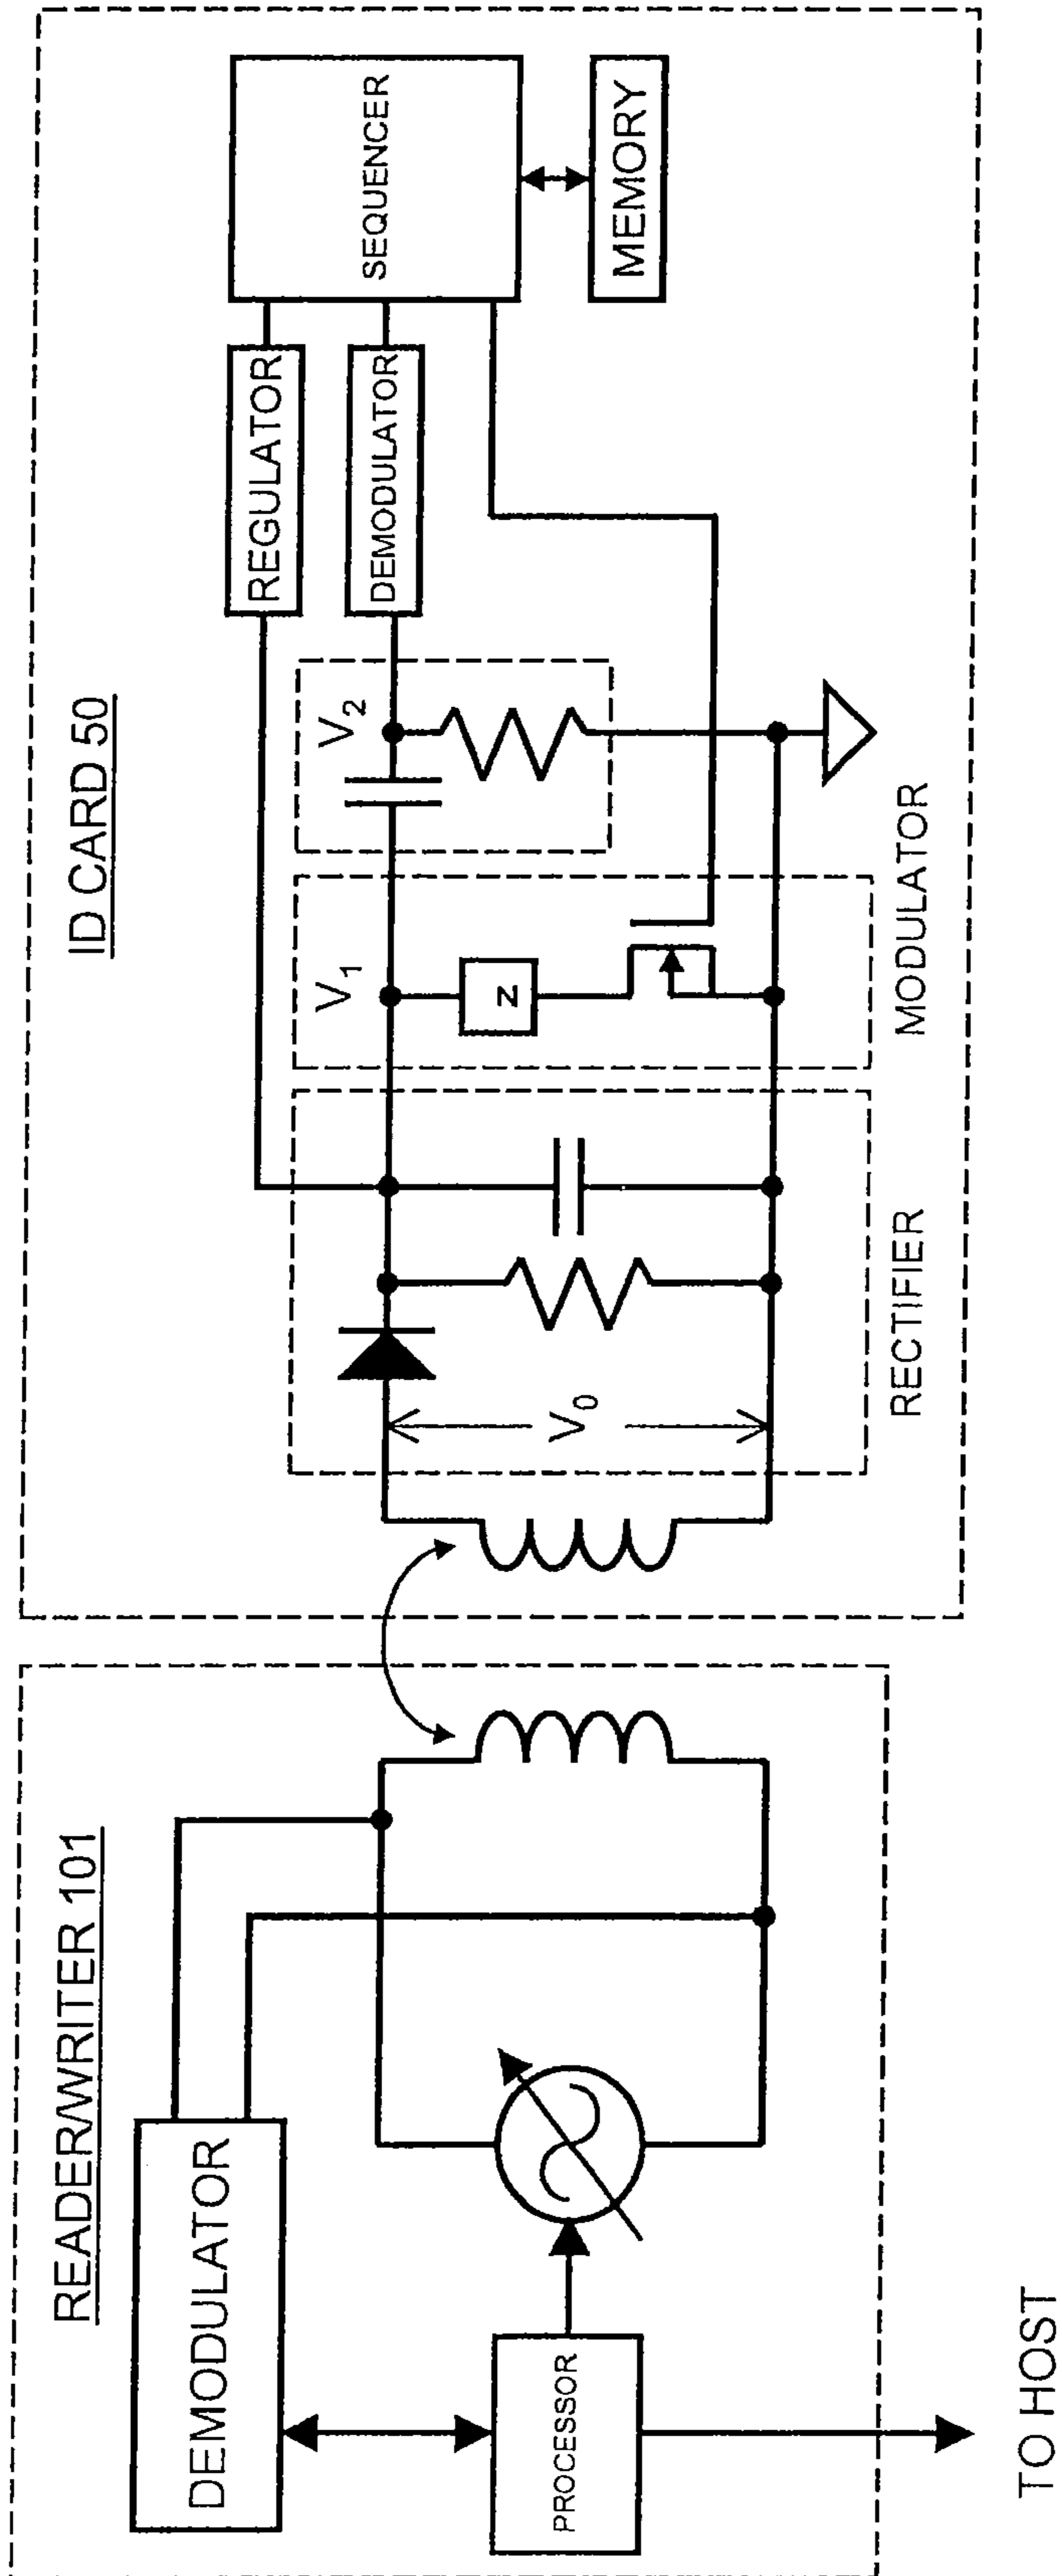 READER/WRITER 101
DEMODULATOR
PROCESSOR
TO HOST
ID CARD 50
V0
RECTIFIER
V1
Z
MODULATOR
V2
REGULATOR
DEMODULATOR
SEQUENCER
MEMORY